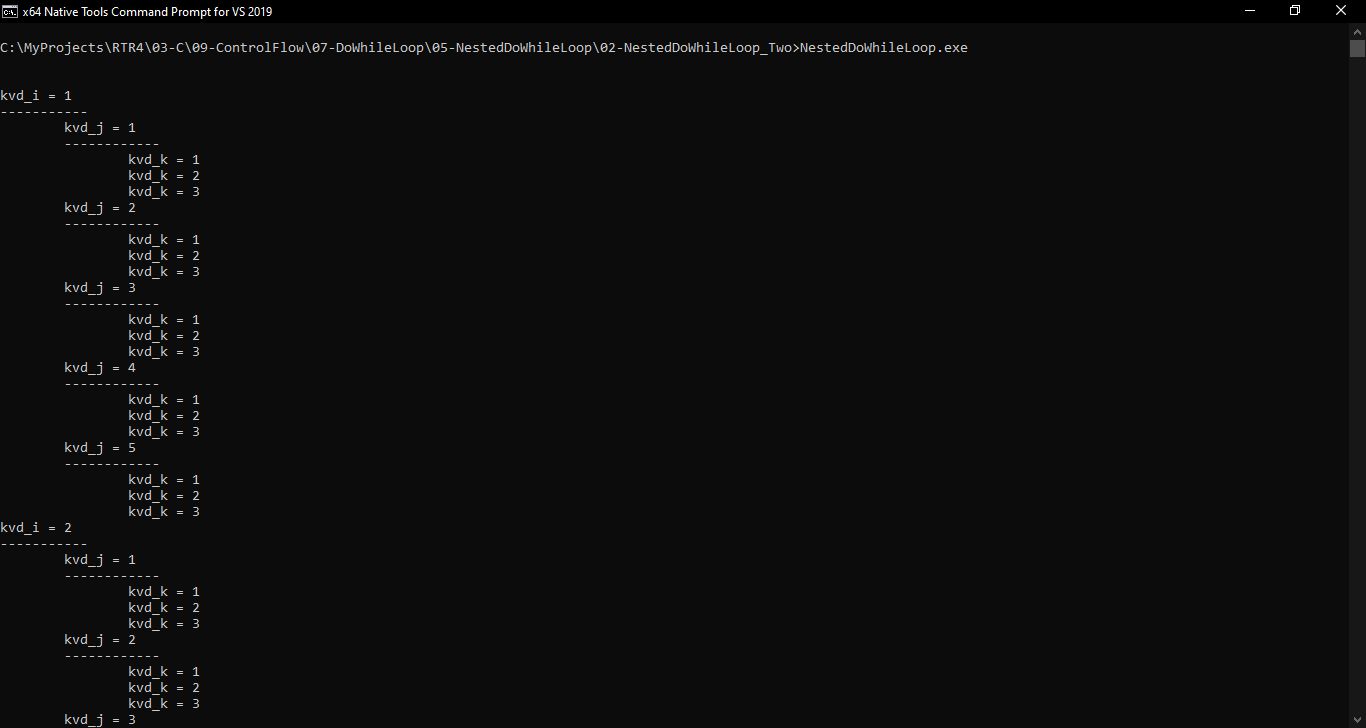 x64 Native Tools Command Prompt for VS 2019
C:\MyProjects\RTR4\03-C\09-ControlFlow\07-DoWhileLoop\05-NestedDoWhileLoop\02-NestedDoWhileLoop_Two>NestedDoWhileLoop.exe
kvd_i = 1
-----------
kvd_j = 1
------------
kvd_k = 1
kvd_k = 2
kvd_k = 3
kvd_j = 2
------------
kvd_k = 1
kvd_k = 2
kvd_k = 3
kvd_j = 3
------------
kvd_k = 1
kvd_k = 2
kvd_k = 3
kvd_j = 4
------------
kvd_k = 1
kvd_k = 2
kvd_k = 3
kvd_j = 5
------------
kvd_k = 1
kvd_k = 2
kvd_k = 3
kvd_i = 2
-----------
kvd_j = 1
------------
kvd_k = 1
kvd_k = 2
kvd_k = 3
kvd_j = 2
------------
kvd_k = 1
kvd_k = 2
kvd_k = 3
kvd_j = 3